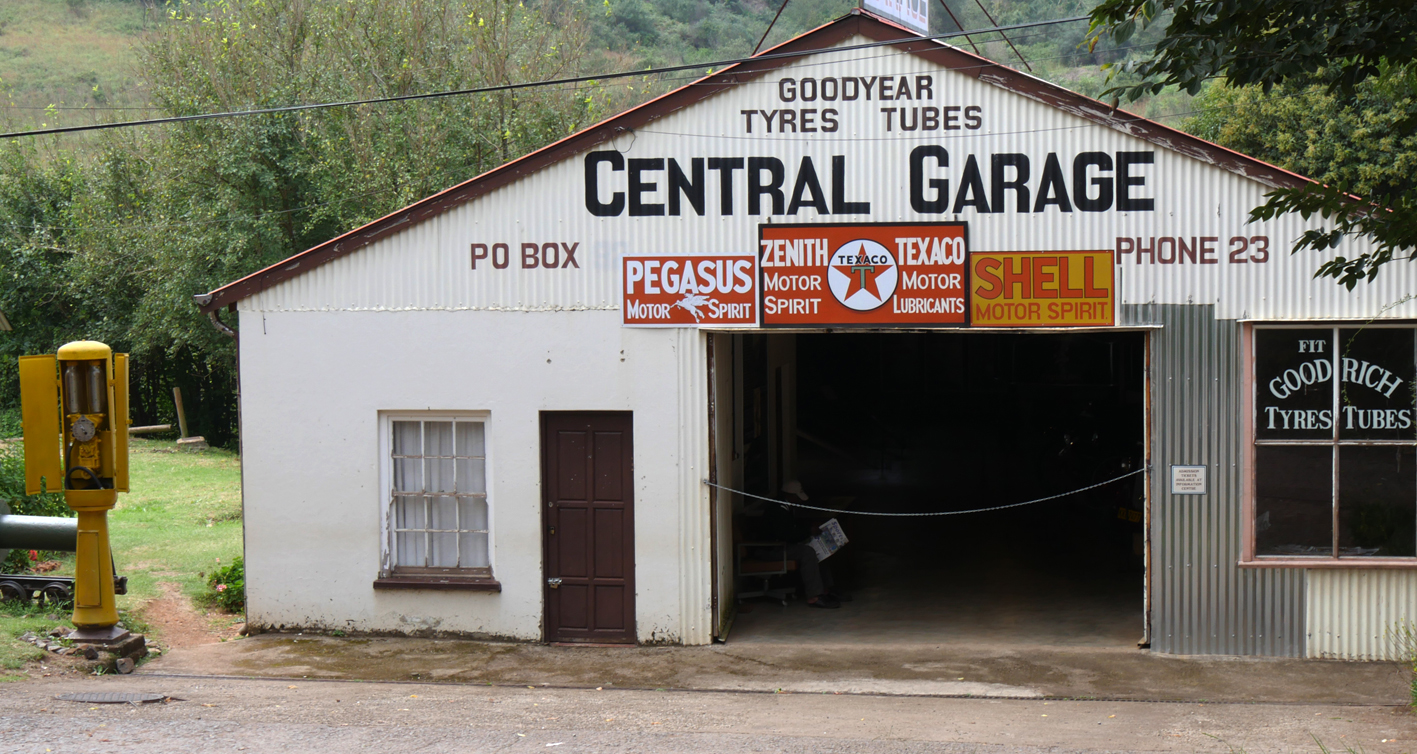 GOODYEAR
TYRES TUBES
CENTRAL GARAGE
PO BOX
PHONE 23
PEGASUS
MOTOR SPIRIT
ZENITH
MOTOR
SPIRIT
TEXACO
T
TEXACO
MOTOR
LUBRICANTS
SHELL
MOTOR SPIRIT
FIT
GOODRICH
TYRES TUBES